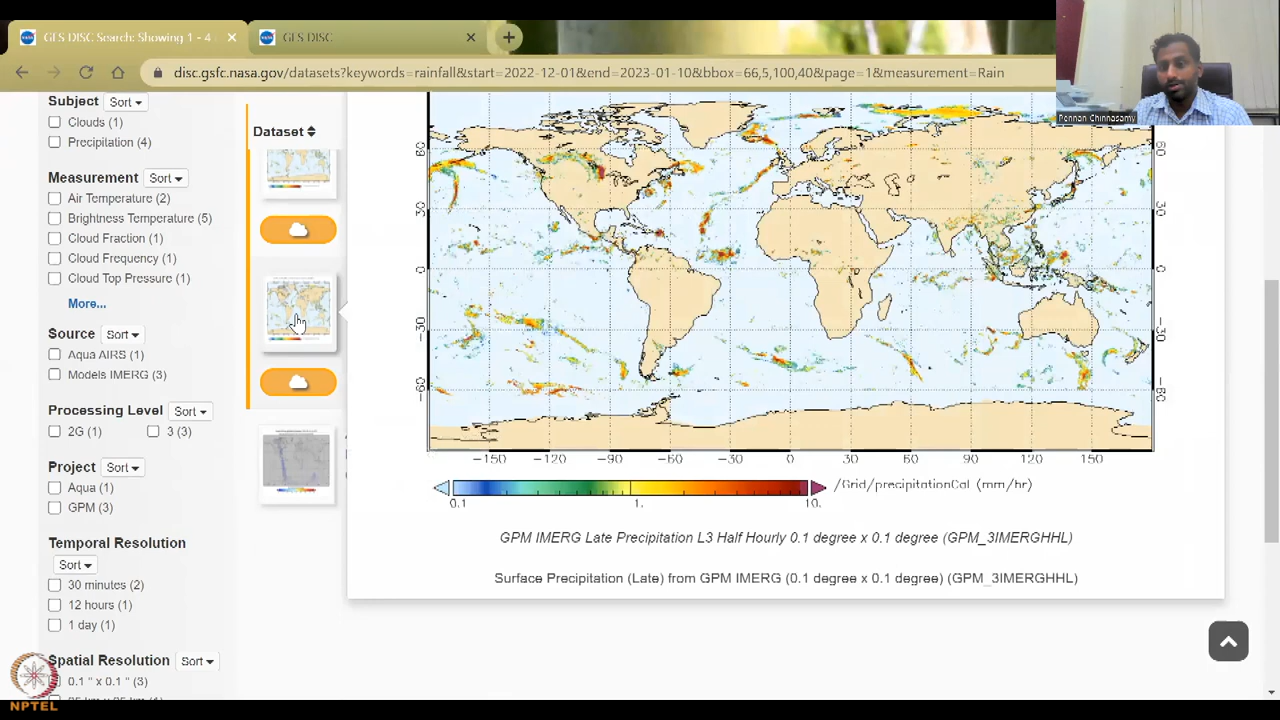 GES DISC Search: Showing 1 - 4
GES DISC
disc.gsfc.nasa.gov/datasets?keywords=rainfall&start=2022-12-01&end=2023-01-10&bbox=66,5,100,40&page=1&measurement=Rain
Pennan Chinnasamy
Subject Sort
Clouds (1)
Precipitation (4)
Measurement Sort
Air Temperature (2)
Brightness Temperature (5)
Cloud Fraction (1)
Cloud Frequency (1)
Cloud Top Pressure (1)
More...
Source Sort
Aqua AIRS (1)
Models IMERG (3)
Processing Level Sort
2G (1) 3 (3)
Project Sort
Aqua (1)
GPM (3)
Temporal Resolution
Sort
30 minutes (2)
12 hours (1)
1 day (1)
Spatial Resolution Sort
0.1 ° x 0.1 ° (3)
Dataset
60 60
30 30
0 0
−30 −30
−60 −60
−150 −120 −90 −60 −30 0 30 60 90 120 150
/Grid/precipitationCal (mm/hr)
0.1 1. 10.
GPM IMERG Late Precipitation L3 Half Hourly 0.1 degree x 0.1 degree (GPM_3IMERGHHL)
Surface Precipitation (Late) from GPM IMERG (0.1 degree x 0.1 degree) (GPM_3IMERGHHL)
NPTEL